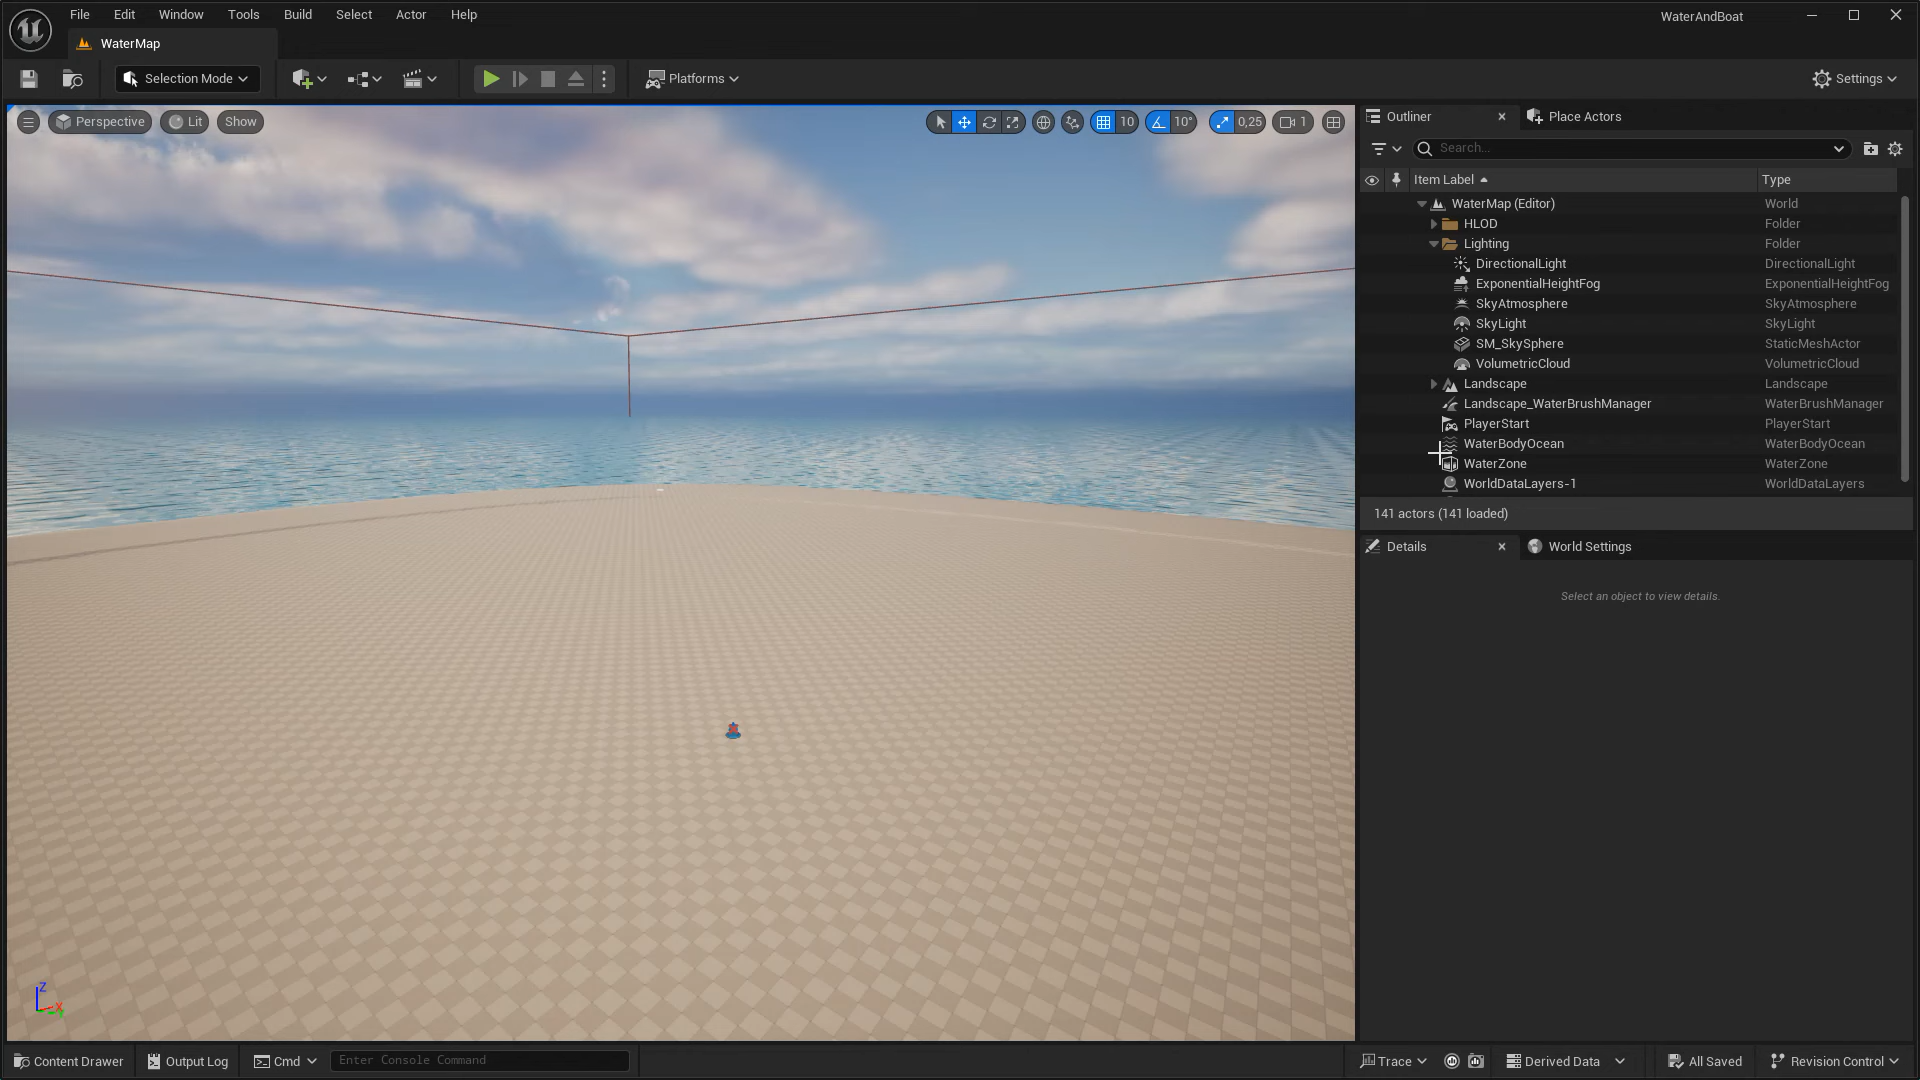 File Edit Window Tools Build Select Actor Help
WaterAndBoat
WaterMap
Selection Mode
Platforms
Settings
Perspective Lit Show
10 10° 0,25 1
Outliner
Place Actors
Search...
Item Label Type
WaterMap (Editor) World
HLOD Folder
Lighting Folder
DirectionalLight DirectionalLight
ExponentialHeightFog ExponentialHeightFog
SkyAtmosphere SkyAtmosphere
SkyLight SkyLight
SM_SkySphere StaticMeshActor
VolumetricCloud VolumetricCloud
Landscape Landscape
Landscape_WaterBrushManager WaterBrushManager
PlayerStart PlayerStart
WaterBodyOcean WaterBodyOcean
WaterZone WaterZone
WorldDataLayers-1 WorldDataLayers
141 actors (141 loaded)
Details
World Settings
Select an object to view details.
Z
X
Y
Content Drawer Output Log Cmd Enter Console Command
Trace Derived Data All Saved Revision Control